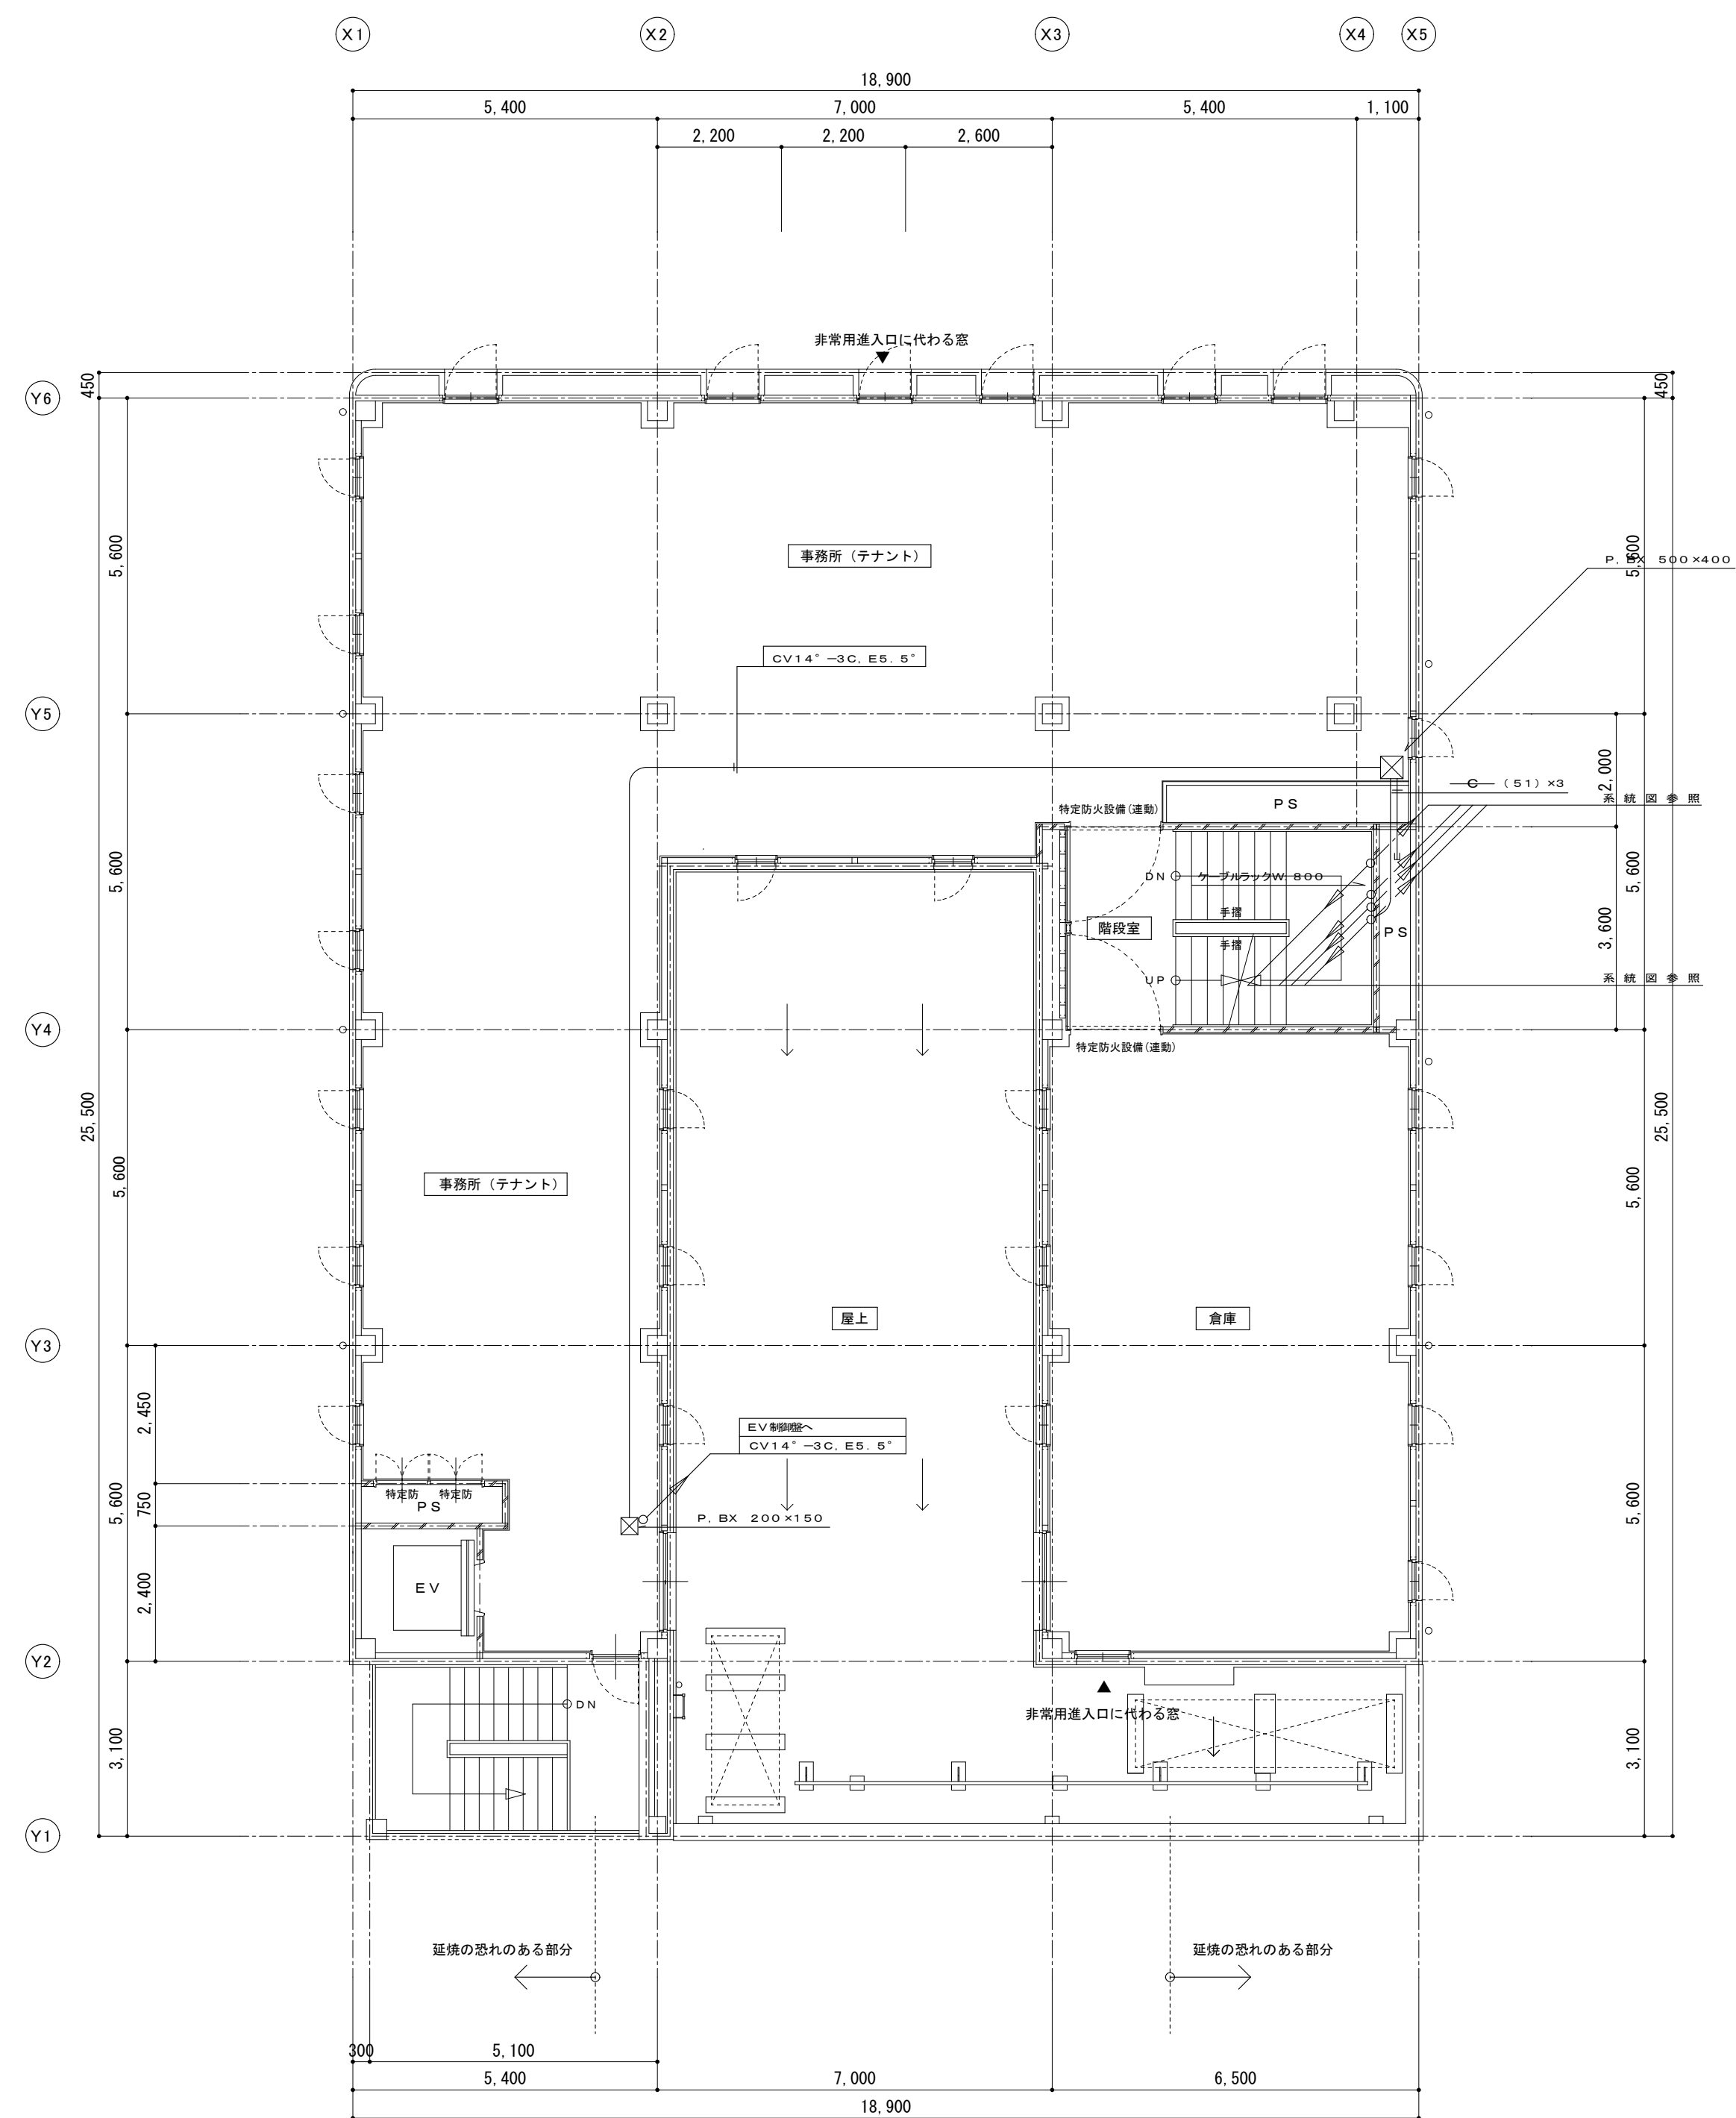 X1
X2
X3
X4
X5
18,900
5,400
7,000
5,400
1,100
2,200
2,200
2,600
非常用進入口に代わる窓
450
450
Y6
5,600
事務所（テナント）
5,600
P.BX 500×400
CV14°-3C,E5.5°
Y5
2,000
C (51)×3
系統図参照
PS
特定防火設備(連動)
5,600
DN
ケーブルラックW 800
5,600
手摺
階段室
手摺
PS
3,600
UP
系統図参照
Y4
特定防火設備(連動)
25,500
25,500
5,600
事務所（テナント）
5,600
屋上
倉庫
Y3
2,450
EV制御盤へ
CV14°-3C,E5.5°
特定防
特定防
PS
750
5,600
P.BX 200×150
5,600
EV
2,400
Y2
DN
非常用進入口に代わる窓
3,100
3,100
Y1
延焼の恐れのある部分
延焼の恐れのある部分
300
5,100
5,400
7,000
6,500
18,900